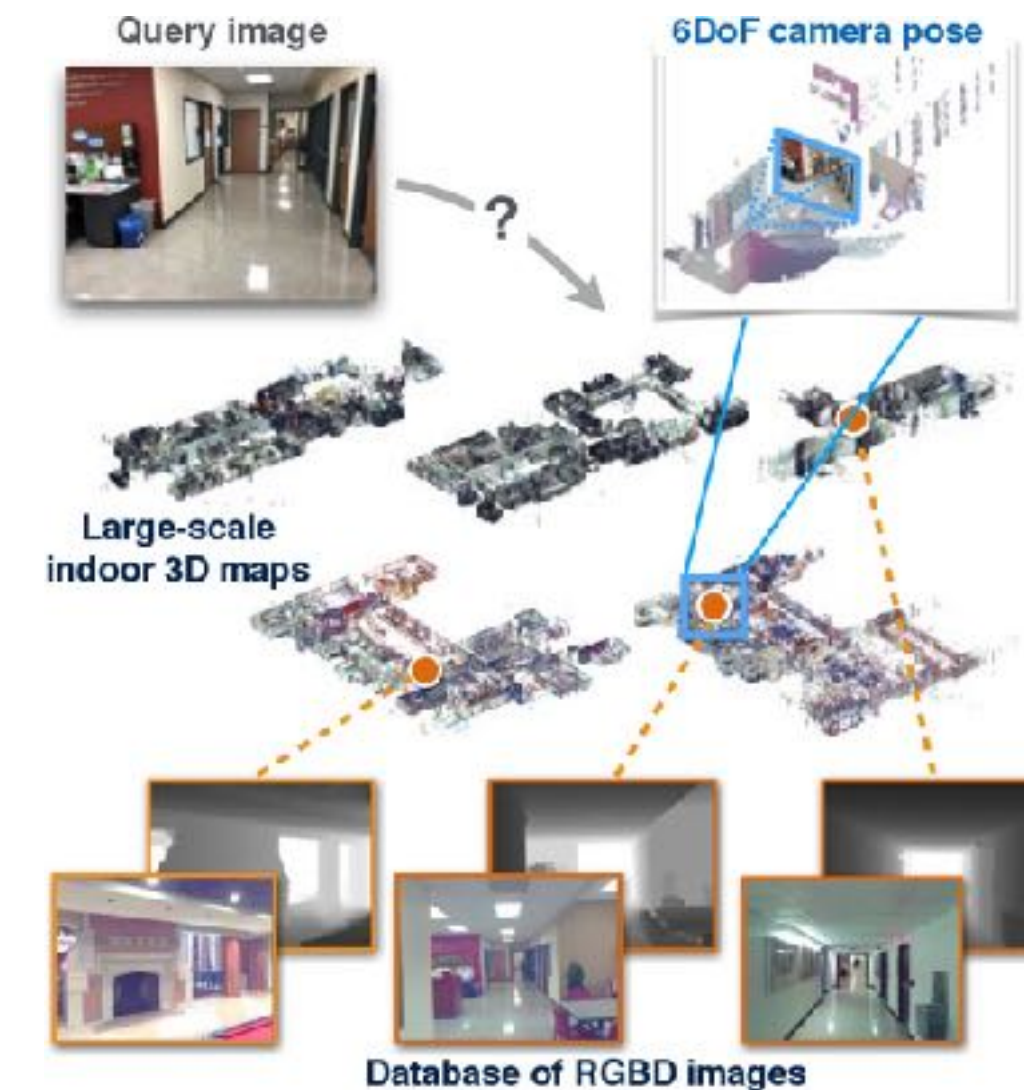 Query image
6DoF camera pose
?
Large-scale
indoor 3D maps
Database of RGBD images